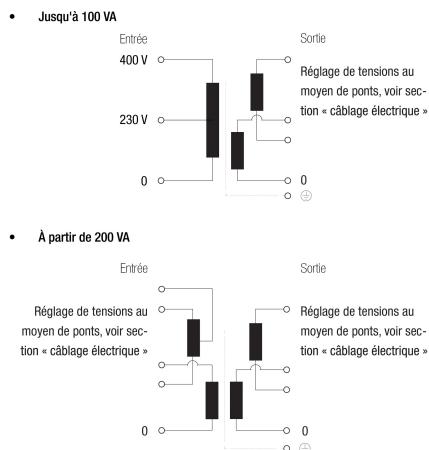 • Jusqu'à 100 VA
Entrée
Sortie
400 V
Réglage de tensions au
moyen de ponts, voir sec-
tion « câblage électrique »
230 V
0
0
• À partir de 200 VA
Entrée
Sortie
Réglage de tensions au
moyen de ponts, voir sec-
tion « câblage électrique »
Réglage de tensions au
moyen de ponts, voir sec-
tion « câblage électrique »
0
0